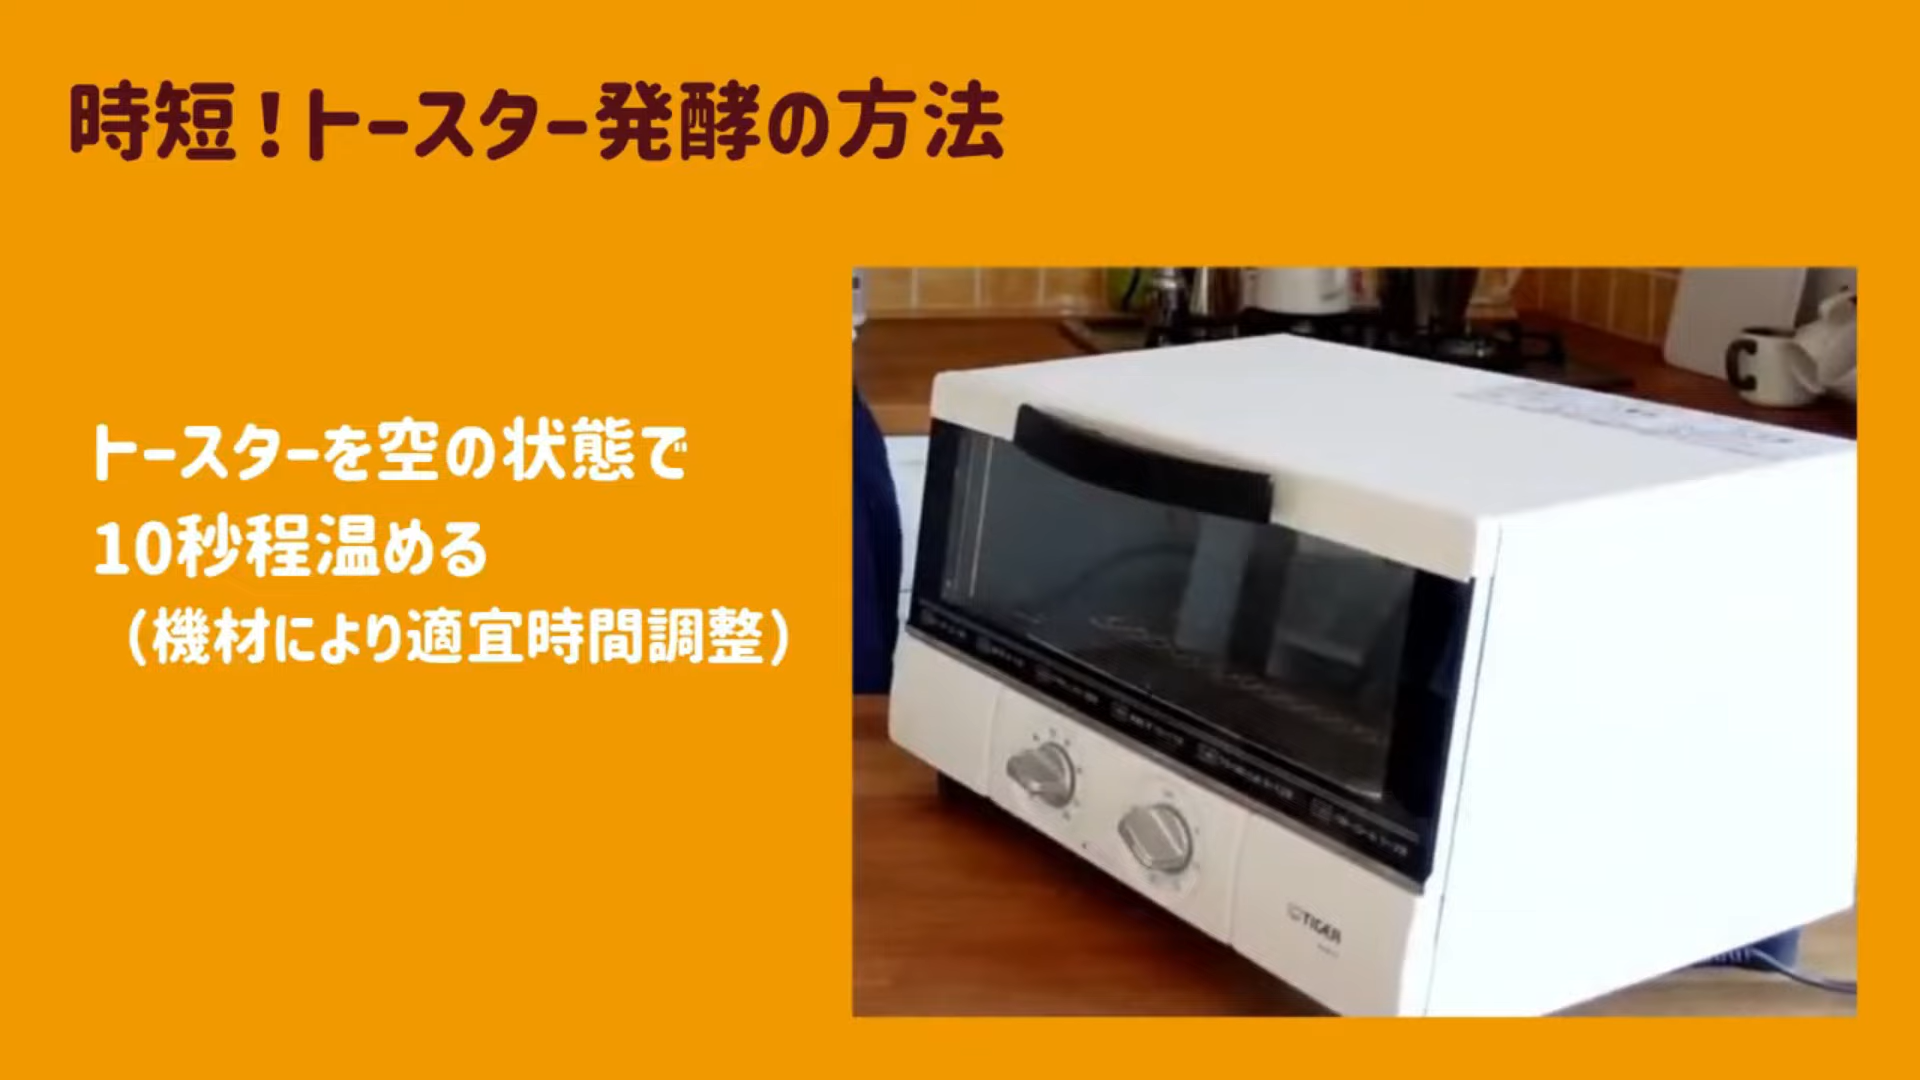 時短！トースター発酵の方法
トースターを空の状態で
10秒程温める
（機材により適宜時間調整）
TIGER